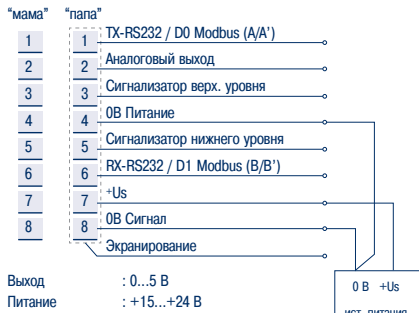 “мама” “папа”
1 1 TX-RS232 / D0 Modbus (A/A’)
2 2 Аналоговый выход
3 3 Сигнализатор верх. уровня
4 4 0В Питание
5 5 Сигнализатор нижнего уровня
6 6 RX-RS232 / D1 Modbus (B/B’)
7 7 +Us
8 8 0В Сигнал
Экранирование
Выход : 0...5 В
Питание : +15...+24 В
0 В +Us
ист. питания